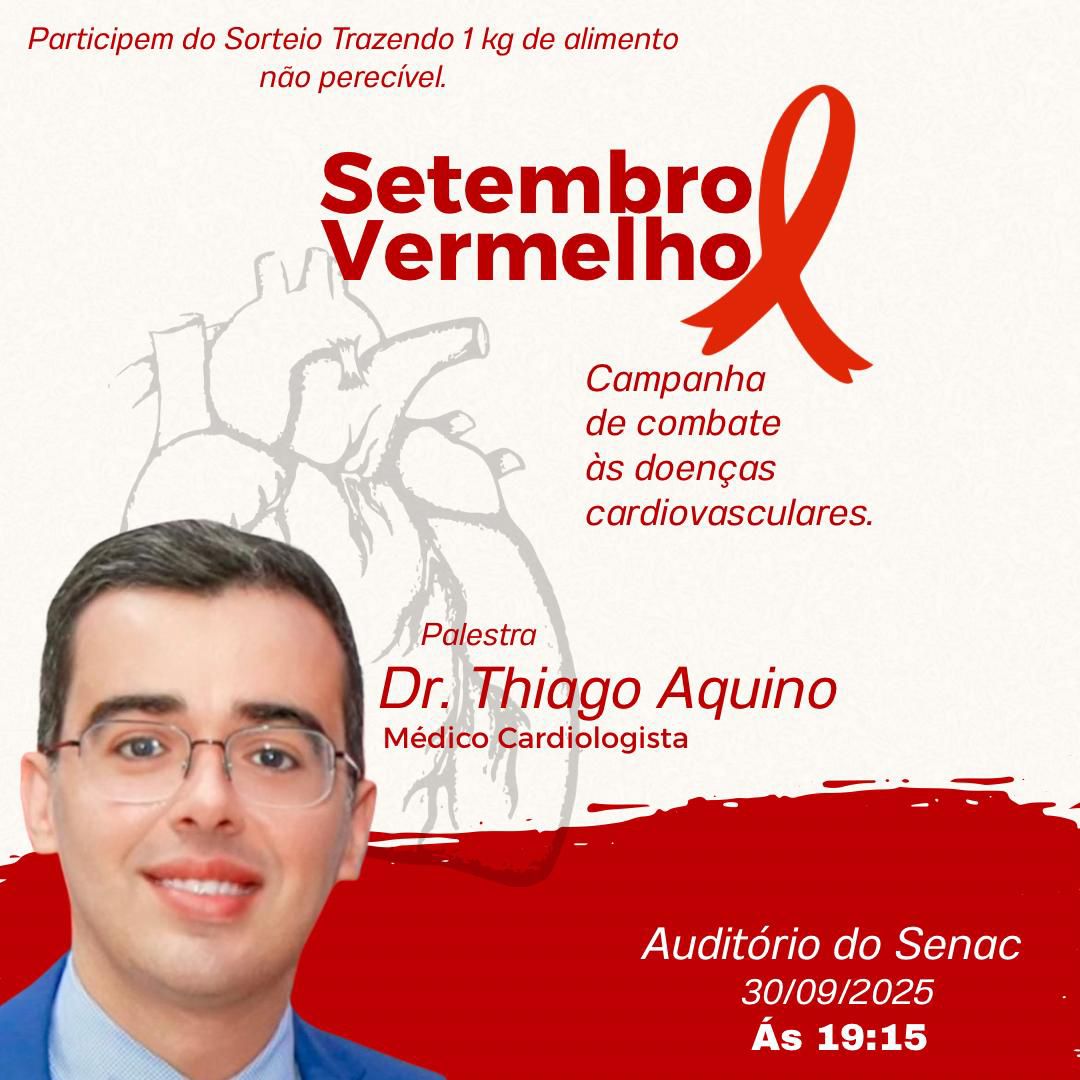 Participem do Sorteio Trazendo 1 kg de alimento
não perecível.
Setembro
Vermelho
Campanha
de combate
às doenças
cardiovasculares.
Palestra
Dr. Thiago Aquino
Médico Cardiologista
Auditório do Senac
30/09/2025
Ás 19:15